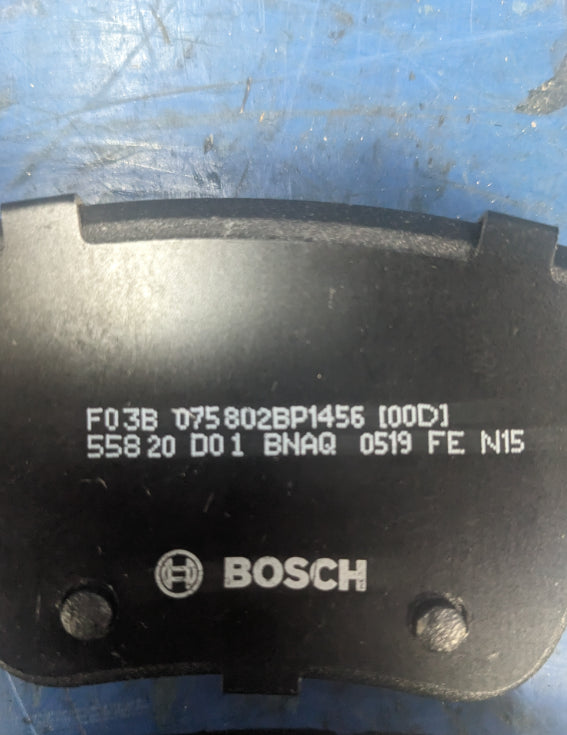 F03B 075802BP1456 [00D]
55820 D01 BNAQ 0519 FE N15
BOSCH